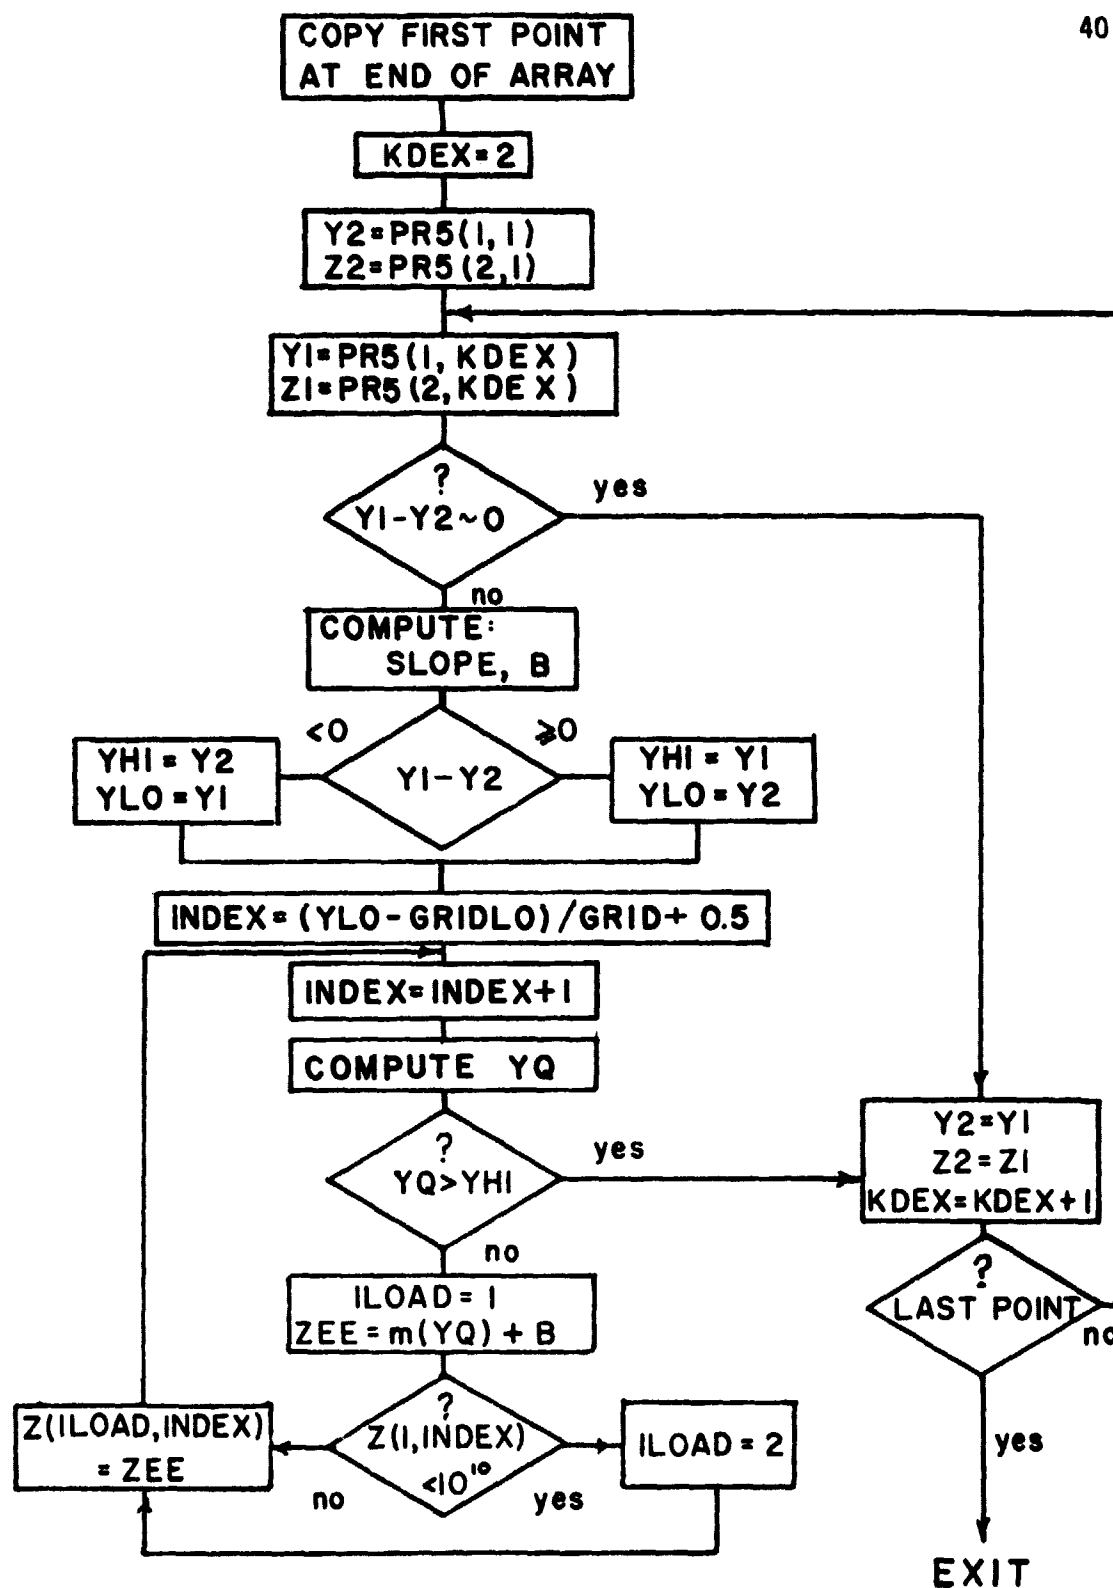 40
COPY FIRST POINT
AT END OF ARRAY
KDEX=2
Y2=PR5(1,1)
Z2=PR5(2,1)
Y1=PR5(1,KDEX)
Z1=PR5(2,KDEX)
?
Y1-Y2~0
yes
no
COMPUTE:
SLOPE, B
<0
≥0
YHI = Y2
YLO = Y1
Y1-Y2
YHI = Y1
YLO = Y2
INDEX=(YLO-GRIDLO)/GRID+ 0.5
INDEX=INDEX+1
COMPUTE YQ
?
YQ>YHI
yes
no
Y2=Y1
Z2=Z1
KDEX=KDEX+1
ILOAD = 1
ZEE=m(YQ)+B
?
LAST POINT
no
Z(ILOAD,INDEX)
=ZEE
?
Z(1,INDEX)
<10¹⁰
no
yes
ILOAD=2
yes
EXIT